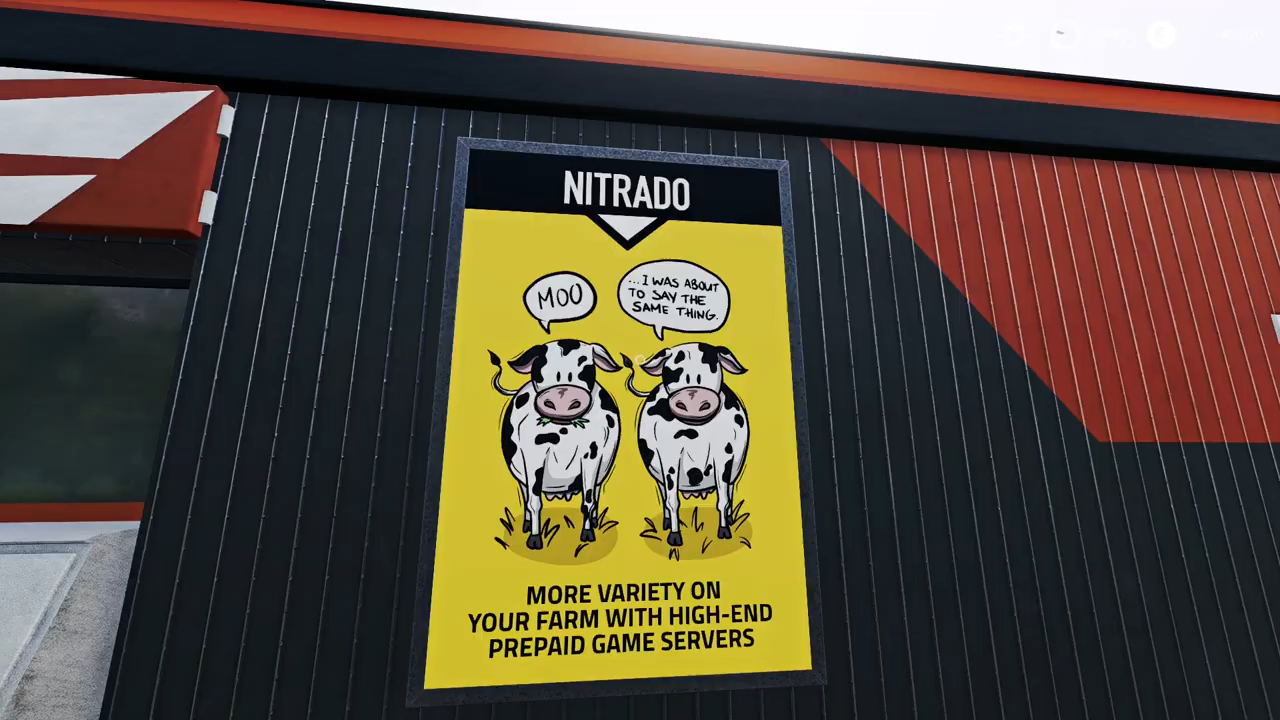 NITRADO
MOO
...I WAS ABOUT
TO SAY THE
SAME THING.
MORE VARIETY ON
YOUR FARM WITH HIGH-END
PREPAID GAME SERVERS